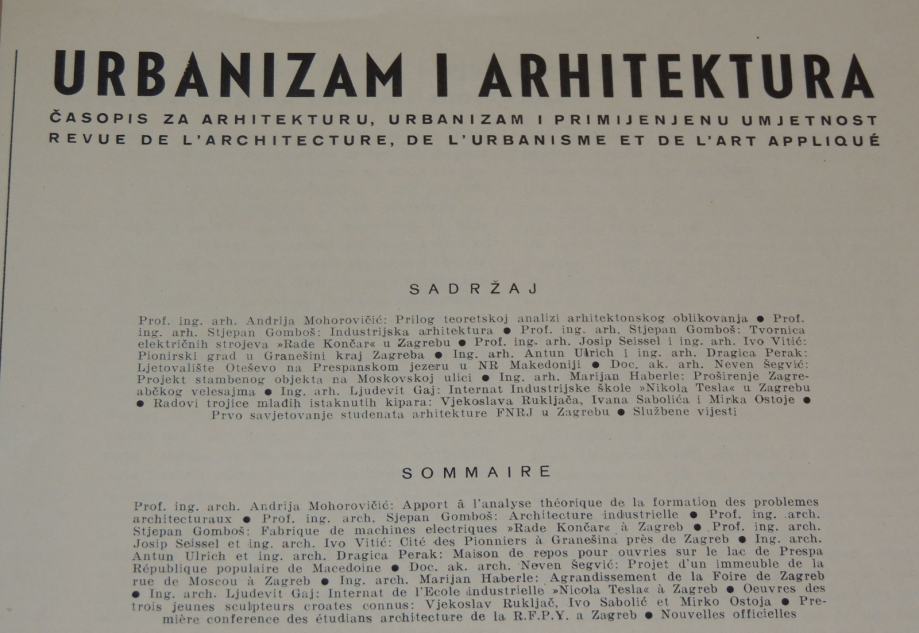 URBANIZAM I ARHITEKTURA
ČASOPIS ZA ARHITEKTURU, URBANIZAM I PRIMIJENJENU UMJETNOST
REVUE DE L'ARCHITECTURE, DE L'URBANISME ET DE L'ART APPLIQUÉ
SADRŽAJ
Prof. ing. arh. Andrija Mohorovičić: Prilog teoretskoj analizi arhitektonskog oblikovanja ● Prof.
ing. arh. Stjepan Gomboš: Industrijska arhitektura ● Prof. ing. arh. Stjepan Gomboš: Tvornica
električnih strojeva »Rade Končar« u Zagrebu ● Prof. ing. arh. Josip Seissel i ing. arh. Ivo Vitić:
Pionirski grad u Granešini kraj Zagreba ● Ing. arh. Antun Ulrich i ing. arh. Dragica Perak:
Ljetovalište Oteševo na Prespanskom jezeru u NR Makedoniji ● Doc. ak. arh. Neven Šegvić:
Projekt stambenog objekta na Moskovskoj ulici ● Ing. arh. Marijan Haberle: Proširenje Zagre-
abčkog velesajma ● Ing. arh. Ljudevit Gaj: Internat Industrijske škole »Nikola Tesla« u Zagrebu
● Radovi trojice mlađih istaknutih kipara: Vjekoslava Rukljača, Ivana Sabolića i Mirka Ostoje ●
Prvo savjetovanje studenata arhitekture FNRJ u Zagrebu ● Službene vijesti
SOMMAIRE
Prof. ing. arch. Andrija Mohorovičić: Apport â l'analyse théorique de la formation des problemes
architecturaux ● Prof. ing. arch. Sjepan Gomboš: Architecture industrielle ● Prof. ing. arch.
Stjepan Gomboš: Fabrique de machines electriques »Rade Končar« à Zagreb ● Prof. ing. arch.
Josip Seissel et ing. arch. Ivo Vitić: Cité des Pionniers à Granešina près de Zagreb ● Ing. arch.
Antun Ulrich et ing. arch. Dragica Perak: Maison de repos pour ouvries sur le lac de Prespa
République populaire de Macedoine ● Doc. ak. arch. Neven Šegvić: Projet d'un immeuble de la
rue de Moscou à Zagreb ● Ing. arch. Marijan Haberle: Agrandissement de la Foire de Zagreb
● Ing. arch. Ljudevit Gaj: Internat de l'Ecole industrielle »Nicola Tesla« à Zagreb ● Oeuvres des
trois jeunes sculpteurs croates connus: Vjekoslav Rukljač, Ivo Sabolić et Mirko Ostoja ● Pre-
mière conference des étudians architecture de la R.F.P.Y. a Zagreb ● Nouvelles officielles